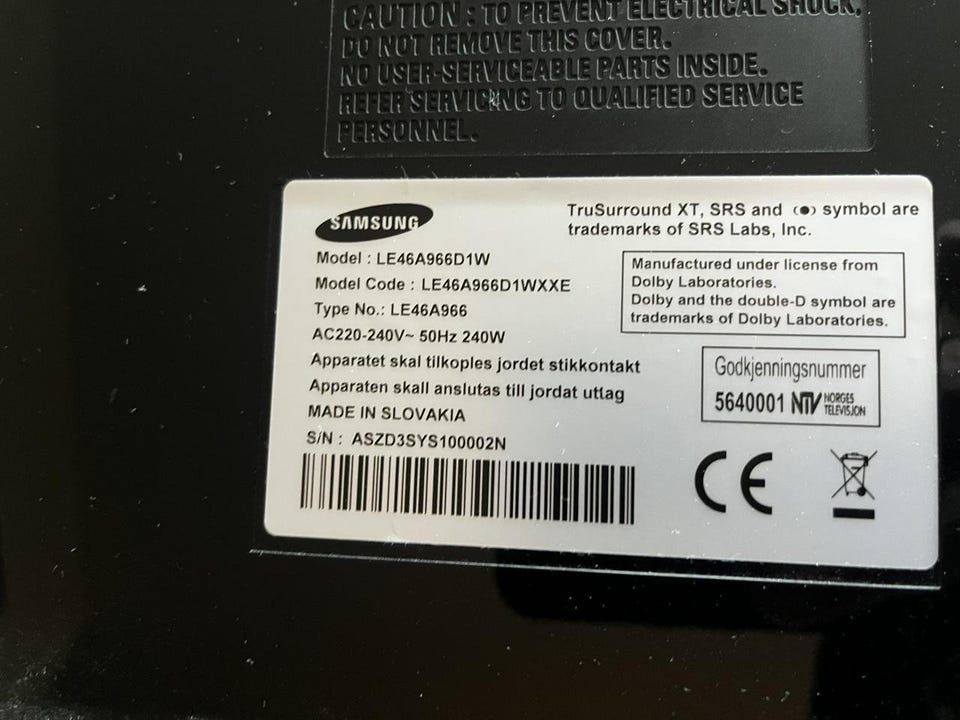 CAUTION : TO PREVENT ELECTRICAL SHOCK,
DO NOT REMOVE THIS COVER.
NO USER-SERVICEABLE PARTS INSIDE.
REFER SERVICING TO QUALIFIED SERVICE
PERSONNEL.
SAMSUNG
Model : LE46A966D1W
Model Code : LE46A966D1WXXE
Type No.: LE46A966
AC220-240V~ 50Hz 240W
Apparatet skal tilkoples jordet stikkontakt
Apparaten skall anslutas till jordat uttag
MADE IN SLOVAKIA
S/N : ASZD3SYS100002N
TruSurround XT, SRS and (●) symbol are
trademarks of SRS Labs, Inc.
Manufactured under license from
Dolby Laboratories.
Dolby and the double-D symbol are
trademarks of Dolby Laboratories.
Godkjenningsnummer
5640001 NTV NORGES
TELEVISJON
CE